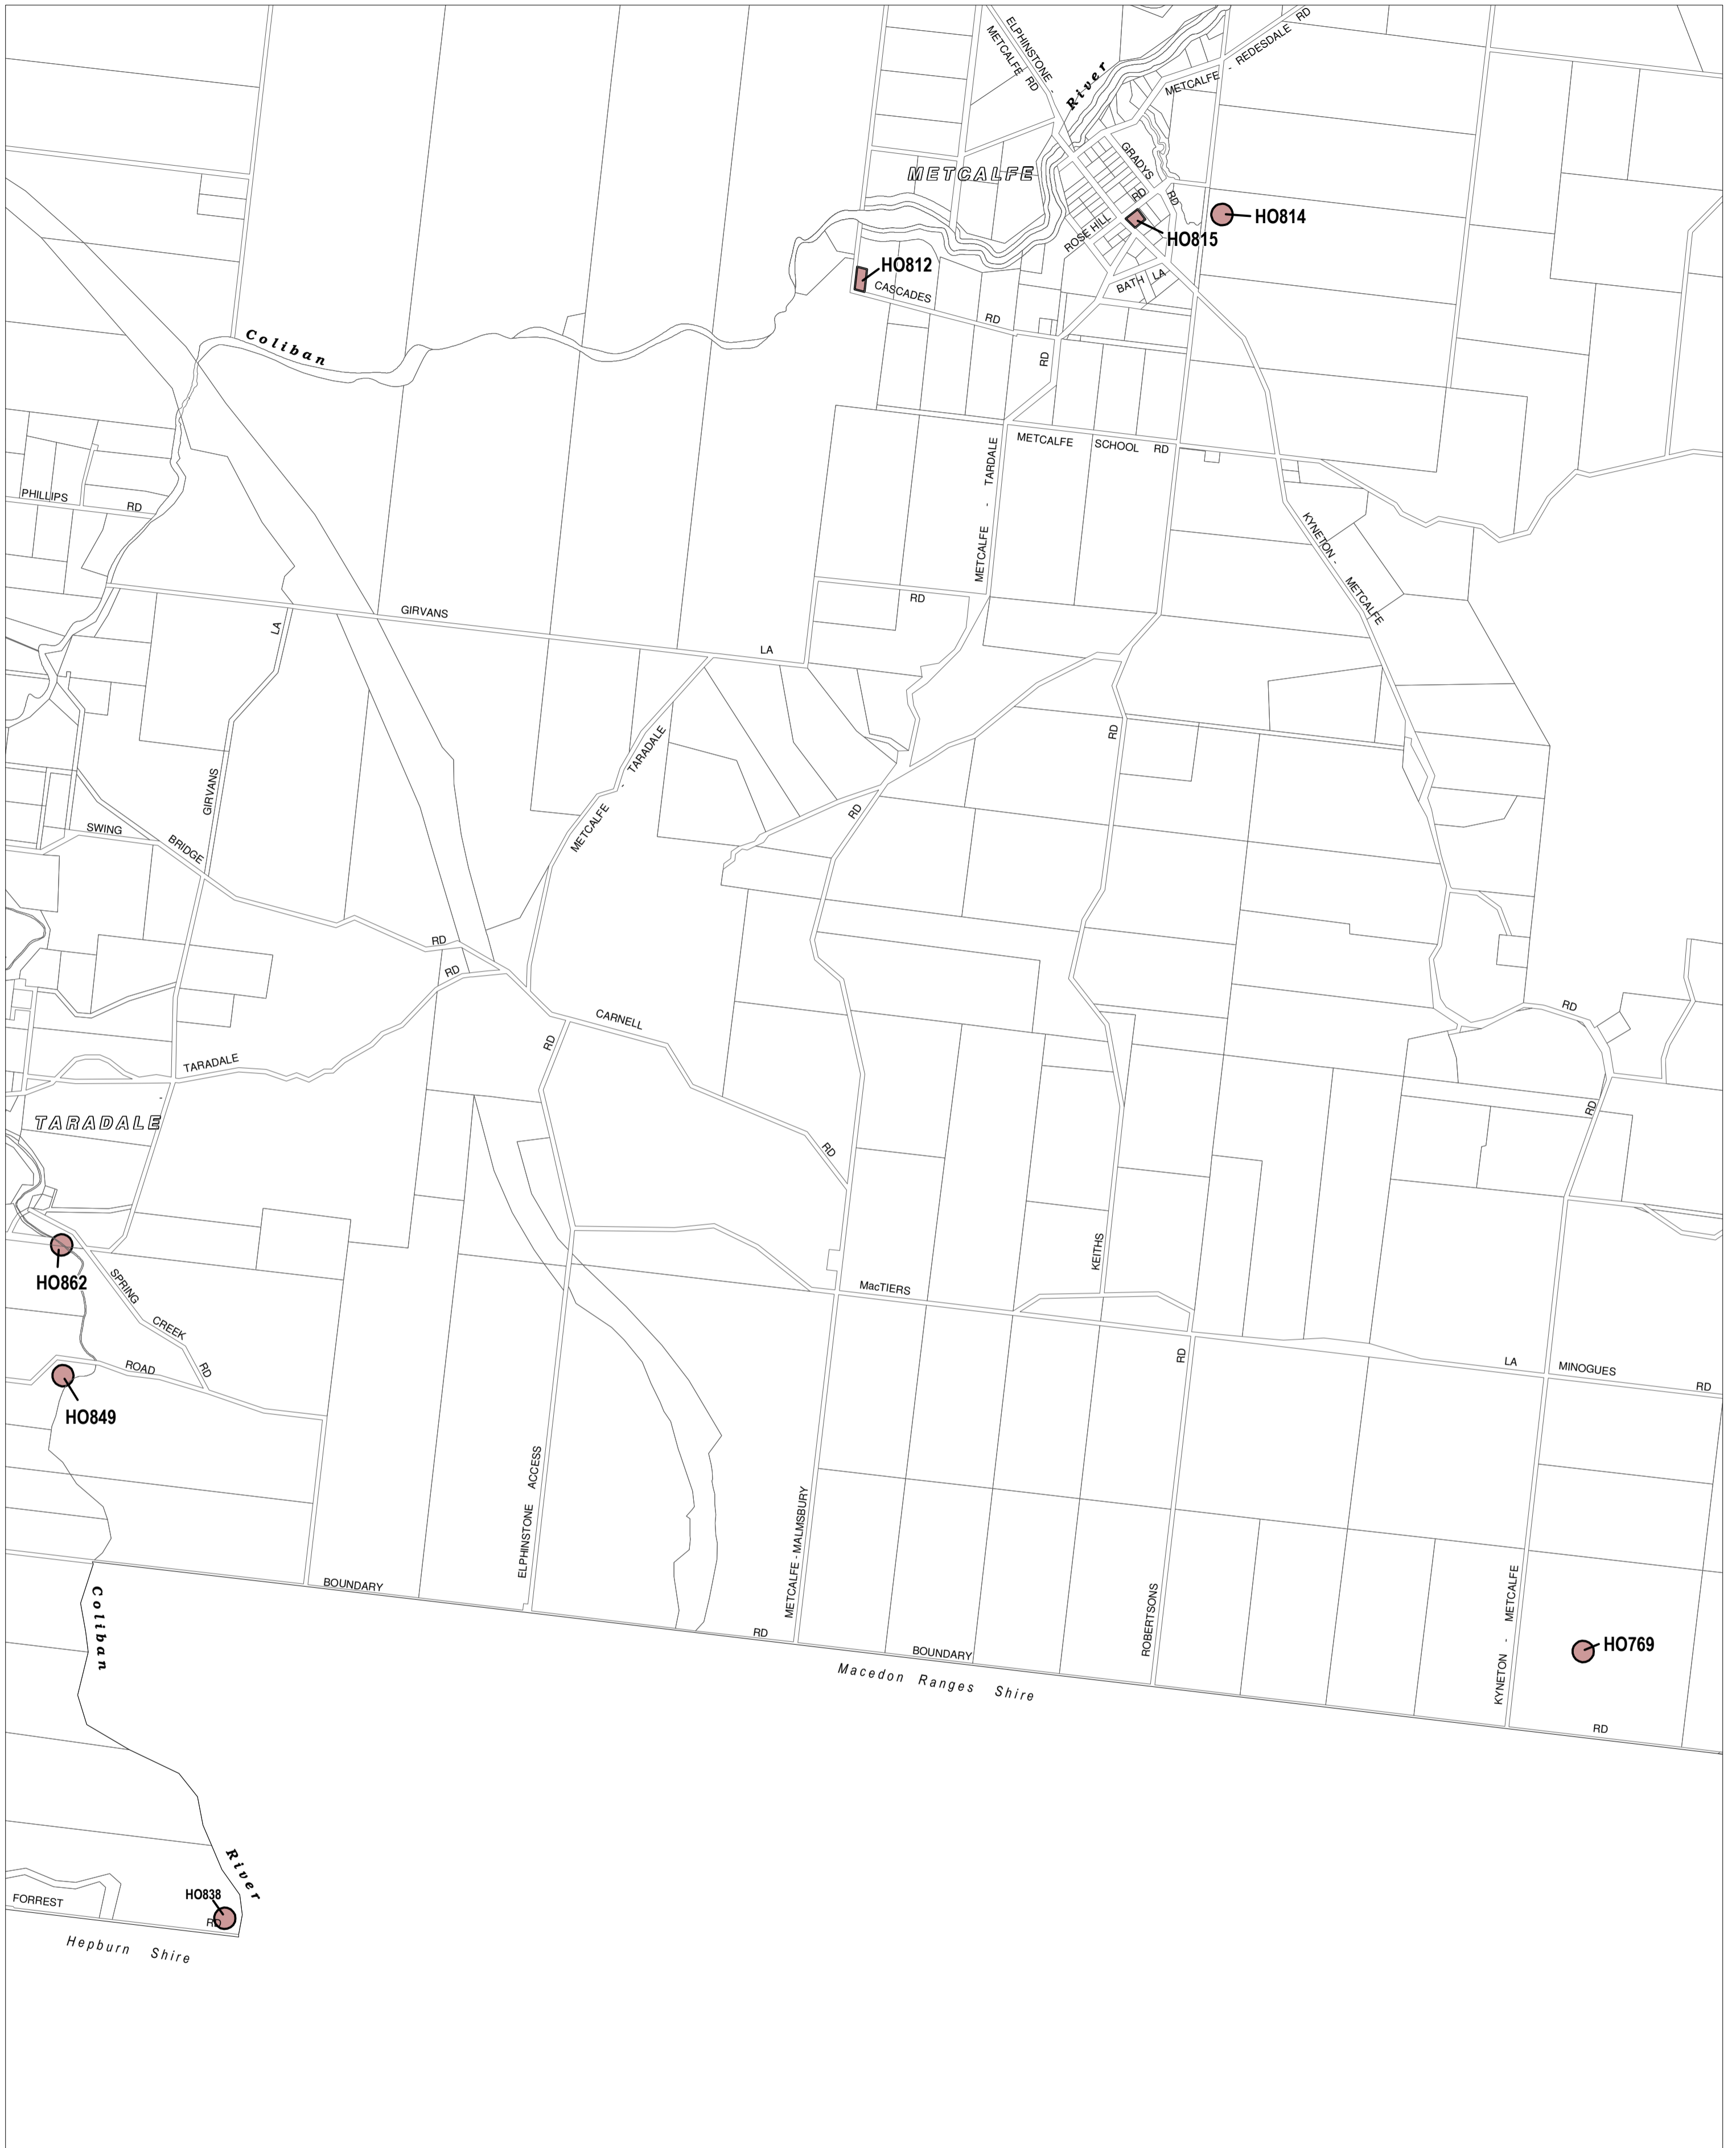 ELPHINSTONE -
METCALFE RD
River
METCALFE - REDESDALE RD
METCALFE
GRADYS
RD
ROSE HILL RD
HO814
HO815
HO812
BATH LA
CASCADES
RD
Coliban
RD
METCALFE SCHOOL RD
METCALFE - TARDALE
PHILLIPS
RD
KYNETON - METCALFE
GIRVANS
LA
RD
LA
METCALFE - TARADALE
RD
GIRVANS
RD
SWING
BRIDGE
RD
RD
CARNELL
RD
RD
TARADALE
-
TARADALE
RD
RD
HO862
SPRING
CREEK
RD
KEITHS
MacTIERS
ROAD
HO849
RD
LA
MINOGUES
RD
ELPHINSTONE ACCESS
METCALFE - MALMSBURY
BOUNDARY
RD
BOUNDARY
ROBERTSONS
KYNETON - METCALFE
HO769
RD
Macedon Ranges Shire
Coliban
River
HO838
FORREST
RD
Hepburn Shire